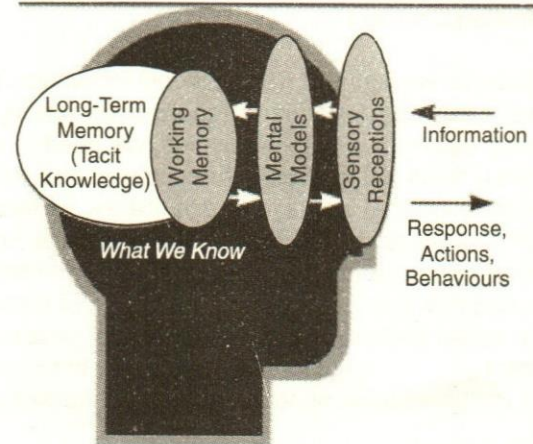 Long-Term
Memory
(Tacit
Knowledge)
Working
Memory
Mental
Models
Sensory
Receptions
Information
Response,
Actions,
Behaviours
What We Know